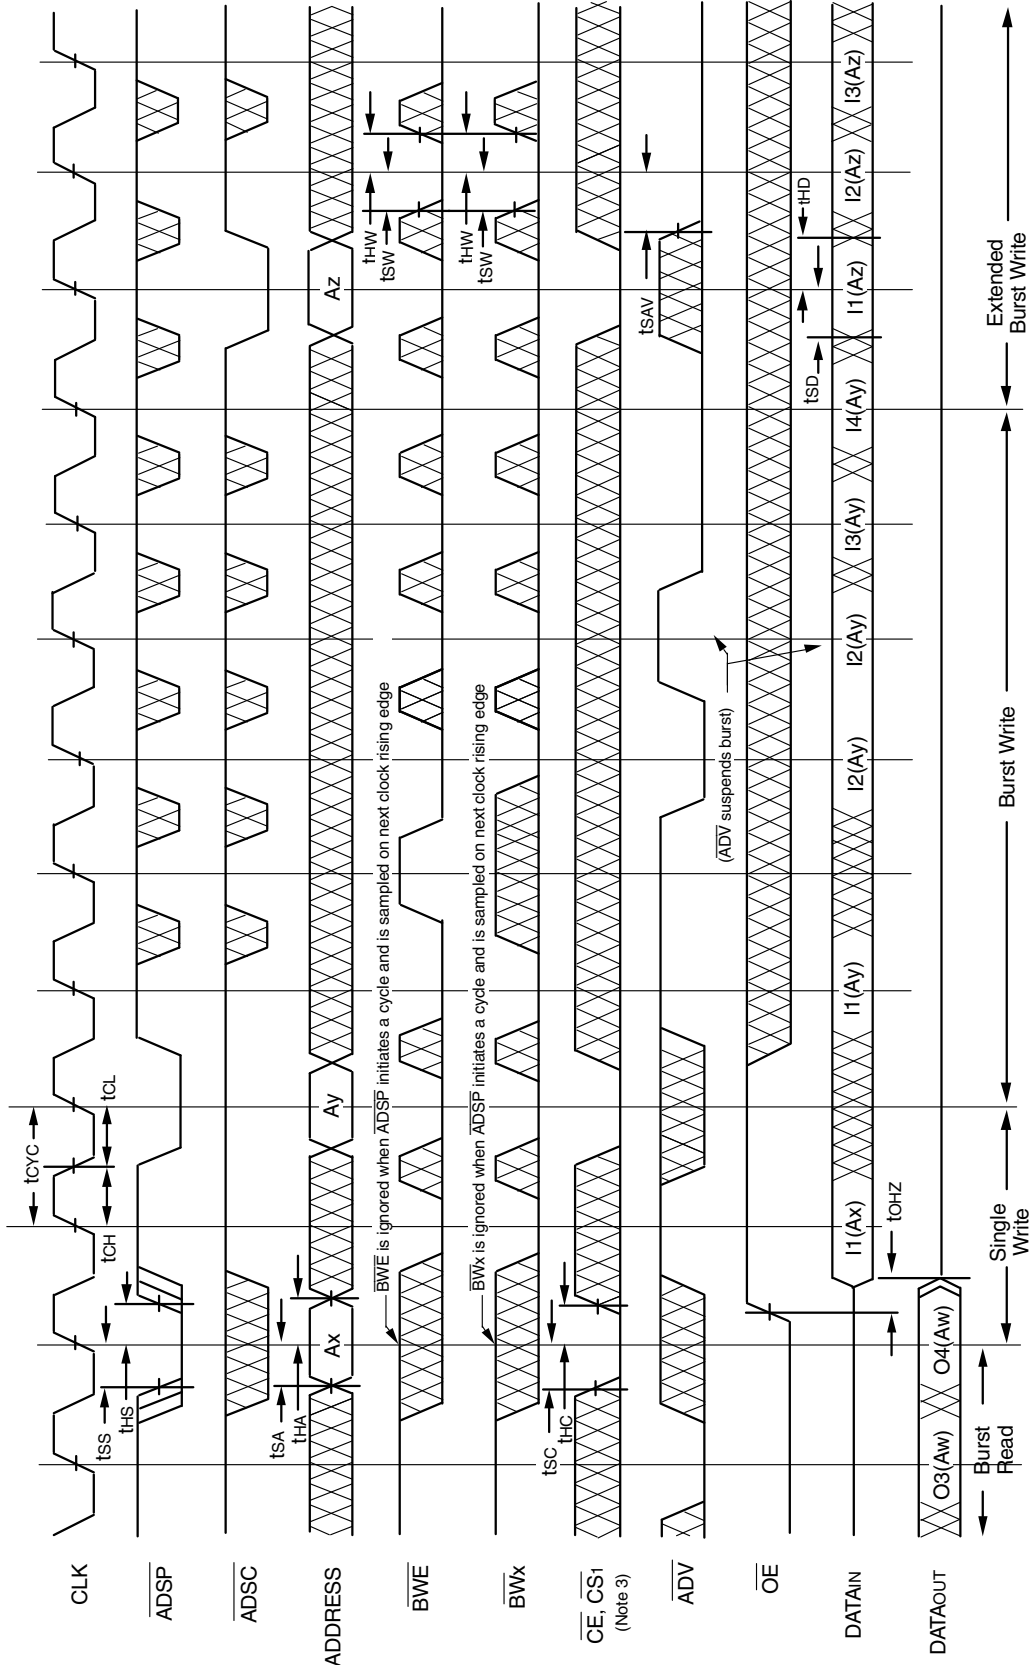 CLK
tCYC
tCH
tCL
ADSP
tSS
tHS
ADSC
ADDRESS
tSA
tHA
Ax
Ay
Az
BWE
BWE is ignored when ADSP initiates a cycle and is sampled on next clock rising edge
tHW
tSW
BWx
BWx is ignored when ADSP initiates a cycle and is sampled on next clock rising edge
tHW
tSW
CE, CS1
(Note 3)
tSC
tHC
ADV
tSAV
(ADV suspends burst)
OE
tSD
tHD
DATAIN
I1(Ax) I1(Ay) I2(Ay) I2(Ay) I3(Ay) I4(Ay) I1(Az) I2(Az) I3(Az)
tOHZ
DATAOUT
O3(Aw) O4(Aw)
Burst
Read
Single
Write
Burst Write
Extended
Burst Write